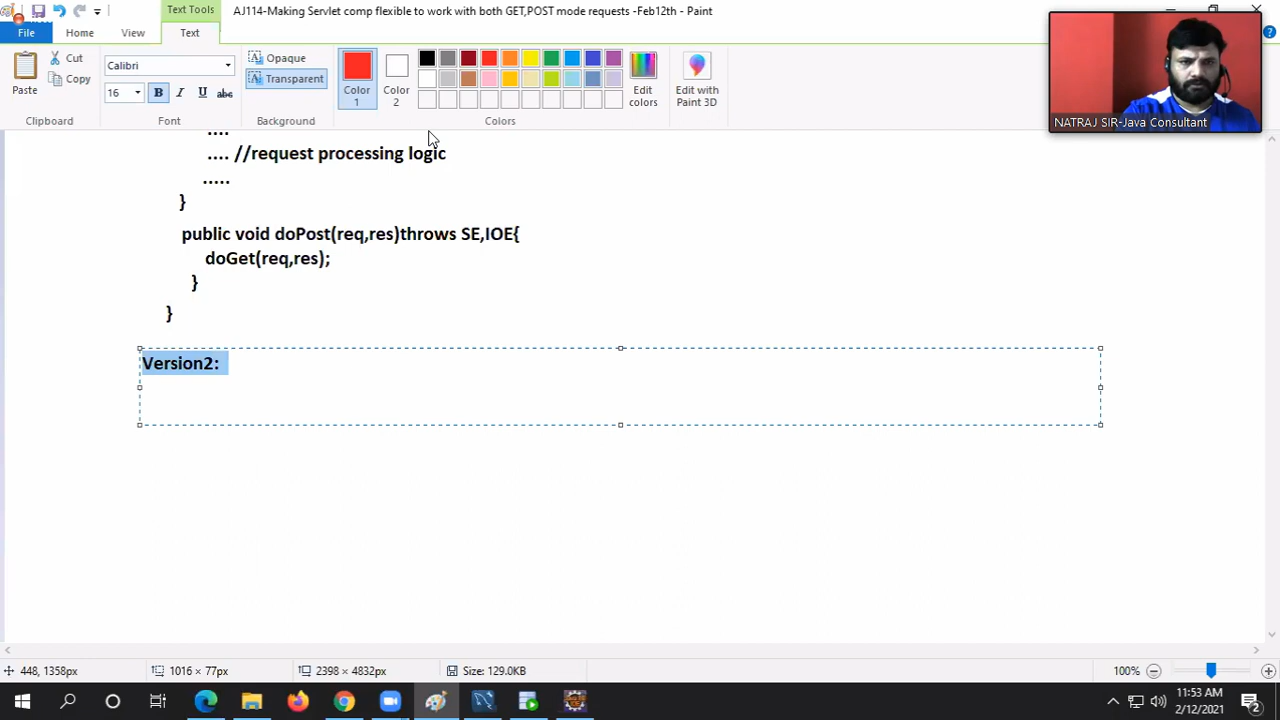 Text Tools
AJ114-Making Servlet comp flexible to work with both GET,POST mode requests -Feb12th - Paint
File
Home
View
Text
Paste
Cut
Copy
Clipboard
Calibri
16
B
I
U
abc
Font
Opaque
Transparent
Background
Color 1
Color 2
Edit colors
Colors
Edit with Paint 3D
NATRAJ SIR-Java Consultant
....
.... //request processing logic
.....
}
public void doPost(req,res)throws SE,IOE{
doGet(req,res);
}
}
Version2:
448, 1358px
1016 × 77px
2398 × 4832px
Size: 129.0KB
100%
11:53 AM
2/12/2021
2